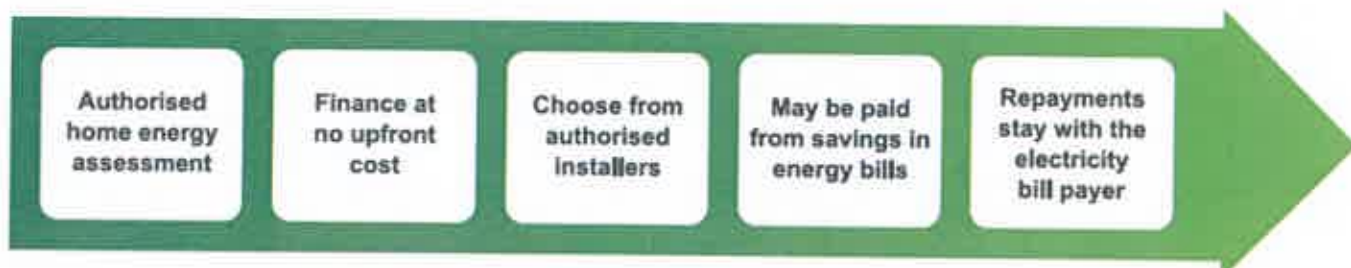 Authorised
home energy
assessment
Finance at
no upfront
cost
Choose from
authorised
installers
May be paid
from savings in
energy bills
Repayments
stay with the
electricity
bill payer